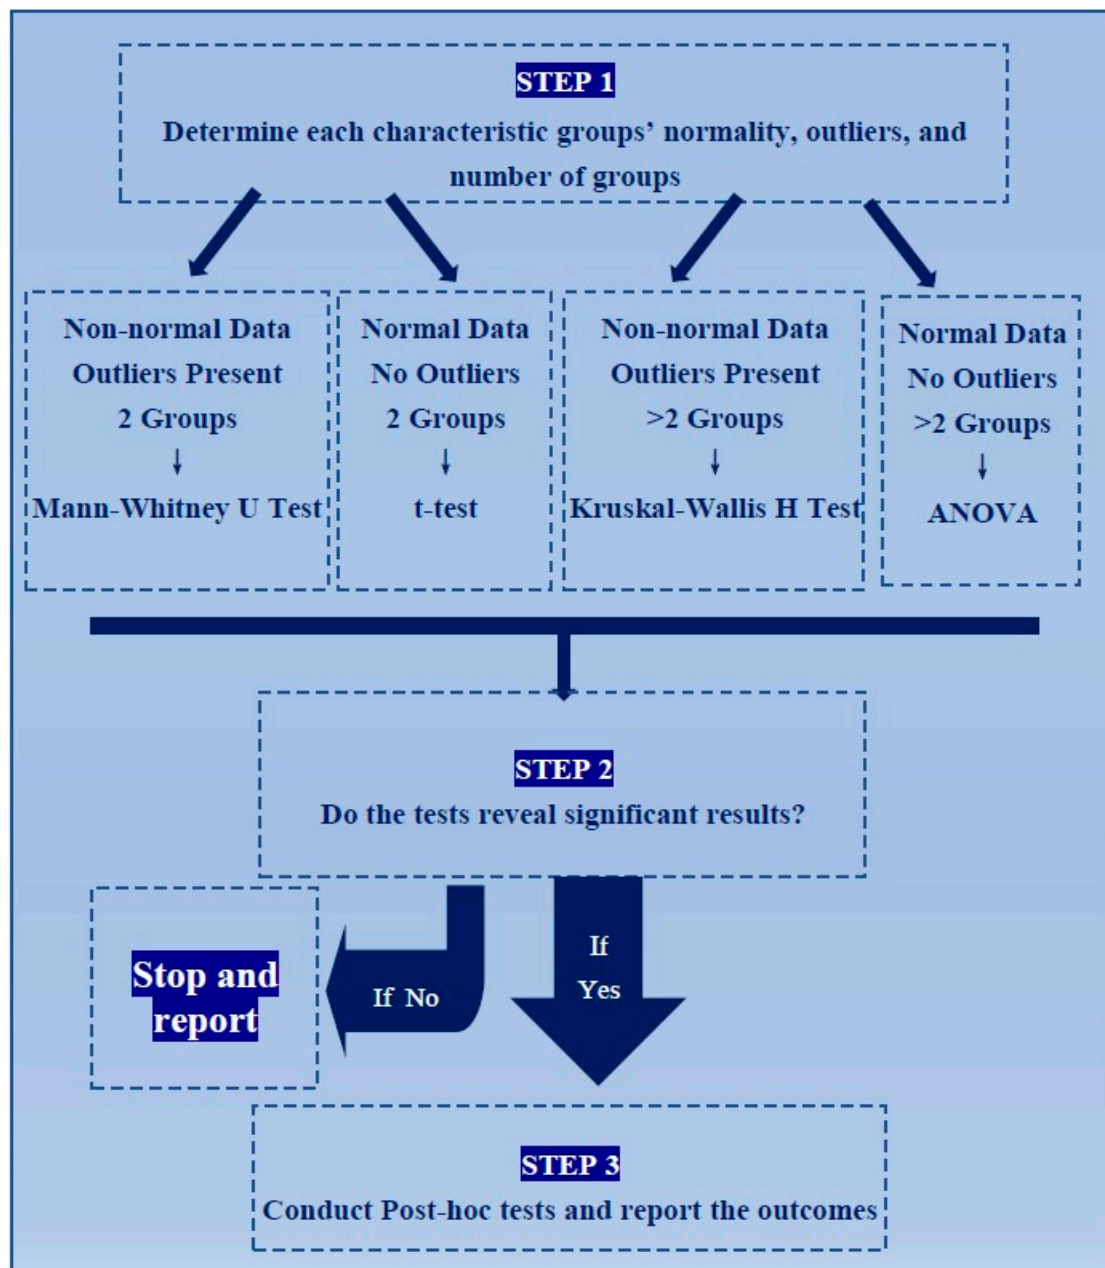 STEP 1
Determine each characteristic groups’ normality, outliers, and
number of groups
Non-normal Data
Outliers Present
2 Groups
↓
Mann-Whitney U Test
Normal Data
No Outliers
2 Groups
↓
t-test
Non-normal Data
Outliers Present
>2 Groups
↓
Kruskal-Wallis H Test
Normal Data
No Outliers
>2 Groups
↓
ANOVA
STEP 2
Do the tests reveal significant results?
Stop and
report
If No
If
Yes
STEP 3
Conduct Post-hoc tests and report the outcomes